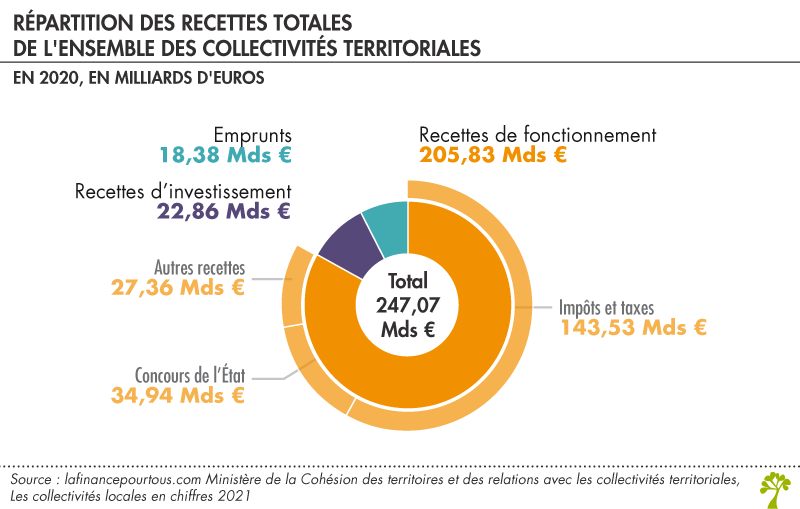 RÉPARTITION DES RECETTES TOTALES
DE L'ENSEMBLE DES COLLECTIVITÉS TERRITORIALES
EN 2020, EN MILLIARDS D'EUROS
Emprunts
18,38 Mds €
Recettes de fonctionnement
205,83 Mds €
Recettes d’investissement
22,86 Mds €
Autres recettes
27,36 Mds €
Total
247,07
Mds €
Impôts et taxes
143,53 Mds €
Concours de l’État
34,94 Mds €
Source : lafinancepourtous.com Ministère de la Cohésion des territoires et des relations avec les collectivités territoriales,
Les collectivités locales en chiffres 2021